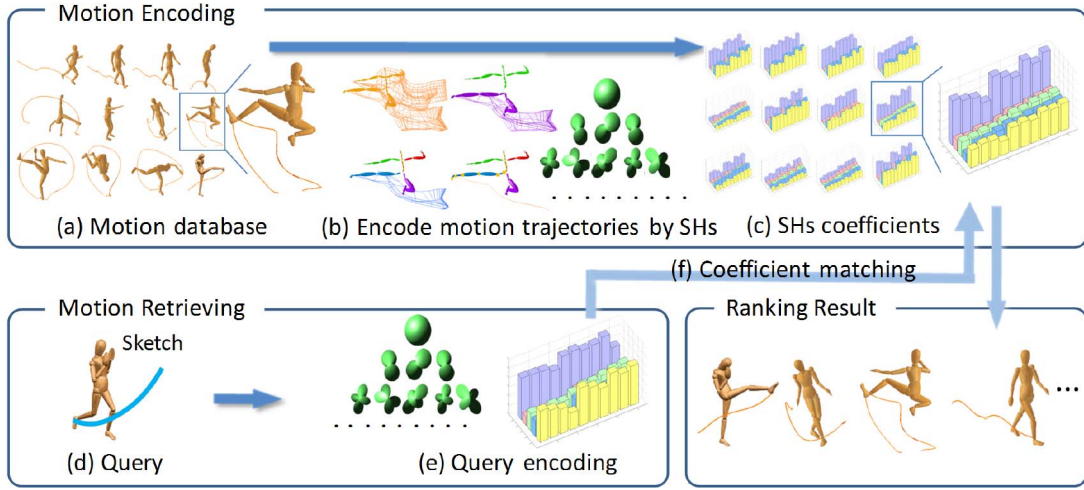 Motion Encoding
(a) Motion database
(b) Encode motion trajectories by SHs
(c) SHs coefficients
(f) Coefficient matching
Motion Retrieving
Sketch
(d) Query
(e) Query encoding
Ranking Result